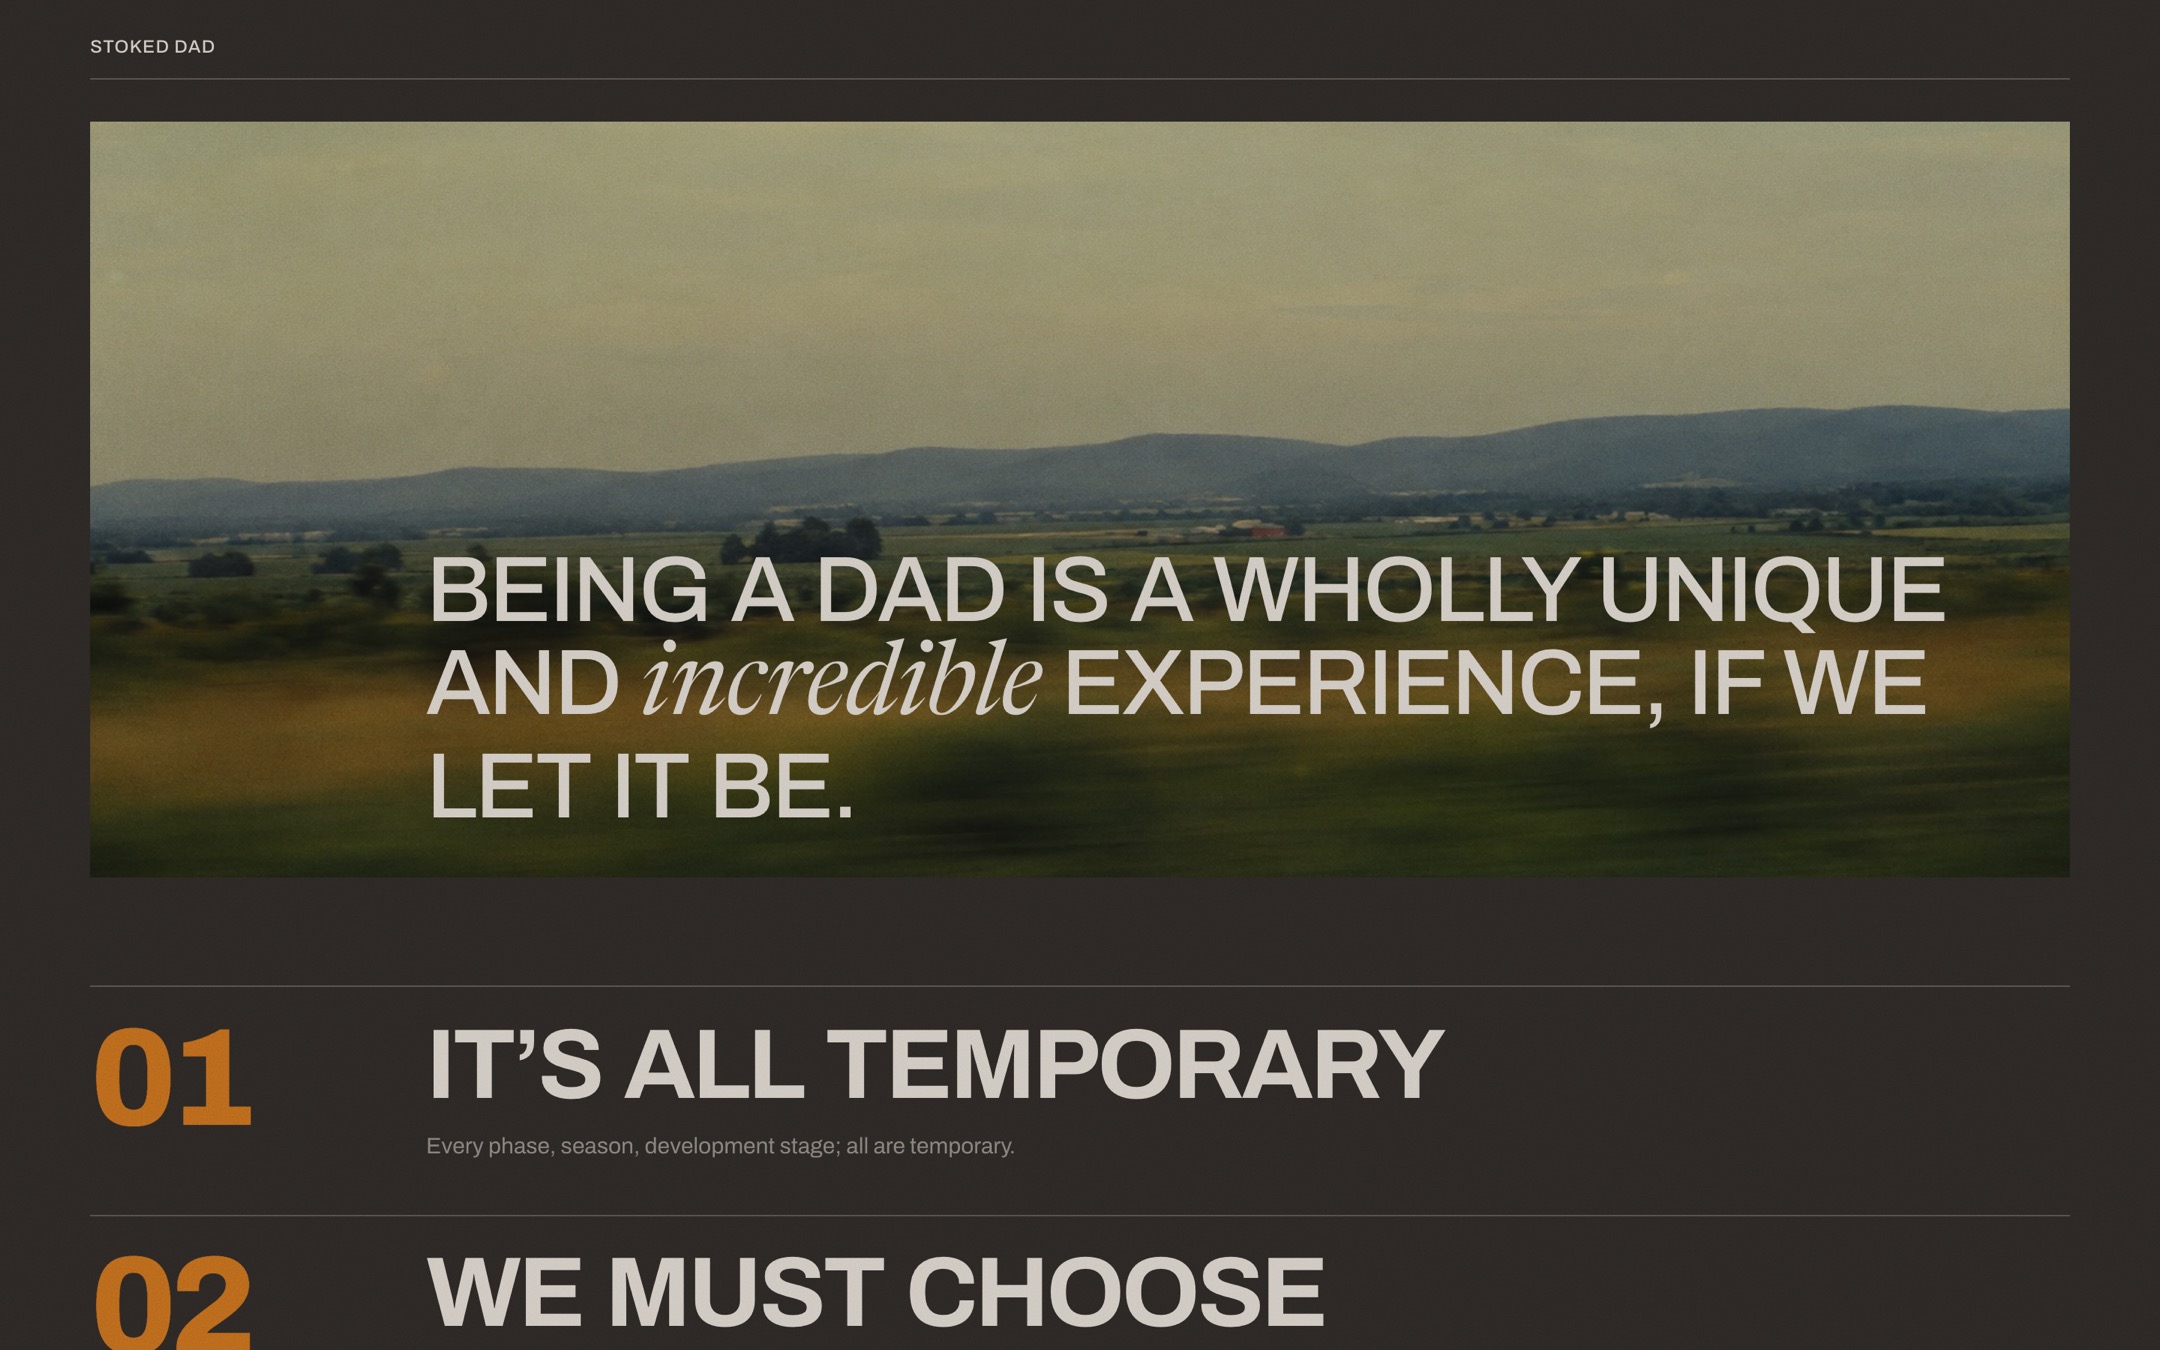 STOKED DAD
BEING A DAD IS A WHOLLY UNIQUE
AND incredible EXPERIENCE, IF WE
LET IT BE.
01
IT’S ALL TEMPORARY
Every phase, season, development stage; all are temporary.
02
WE MUST CHOOSE